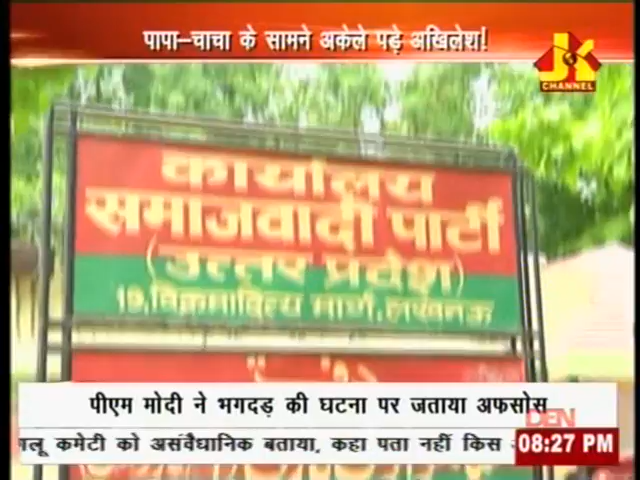 पापा-चाचा के सामने अकेले पड़े अखिलेश!
JK
CHANNEL
कार्यालय
समाजवादी पार्टी
(उत्तर प्रदेश)
19, विक्रमादित्य मार्ग, लखनऊ
पीएम मोदी ने भगदड़ की घटना पर जताया अफसोस
DEN
कमेटी को असंवैधानिक बताया, कहा पता नहीं किस
08:27 PM